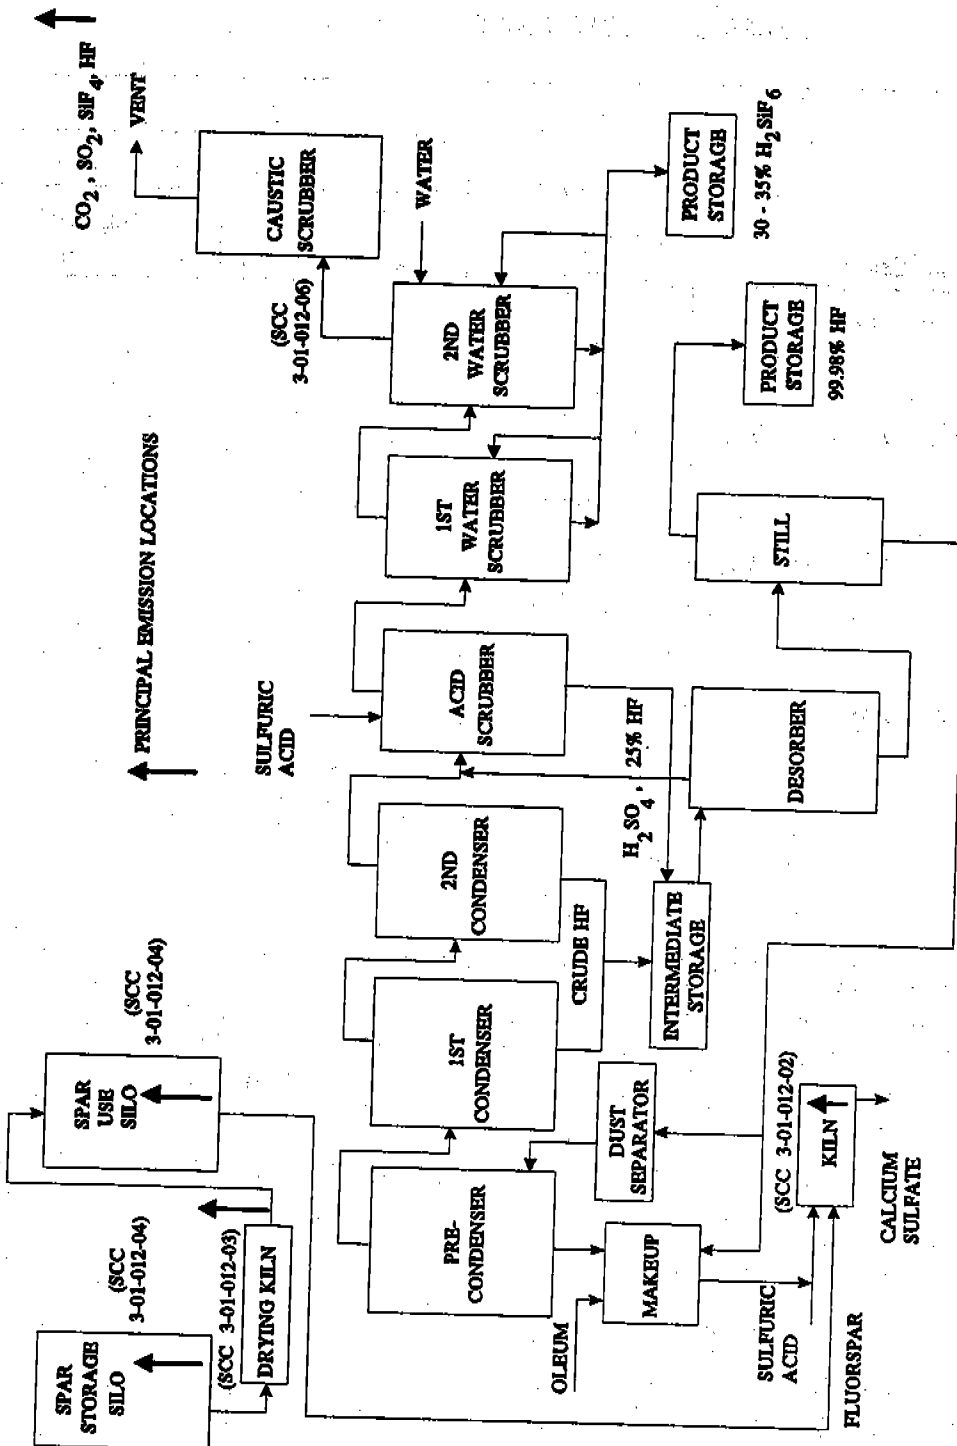 SPAR
STORAGE
SILO
(SCC
3-01-012-04)
(SCC 3-01-012-03)
DRYING KILN
SPAR
USE
SILO
(SCC
3-01-012-04)
PRINCIPAL EMISSION LOCATIONS
CO2, SO2, SiF4, HF
VENT
CAUSTIC
SCRUBBER
(SCC
3-01-012-06)
WATER
SULFURIC
ACID
PRE-
CONDENSER
1ST
CONDENSER
2ND
CONDENSER
ACID
SCRUBBER
1ST
WATER
SCRUBBER
2ND
WATER
SCRUBBER
OLEUM
MAKEUP
DUST
SEPARATOR
CRUDE HF
H2SO4, 25% HF
INTERMEDIATE
STORAGE
DESORBER
STILL
PRODUCT
STORAGE
99.98% HF
PRODUCT
STORAGE
30 - 35% H2SiF6
SULFURIC
ACID
(SCC 3-01-012-02)
KILN
FLUORSPAR
CALCIUM
SULFATE